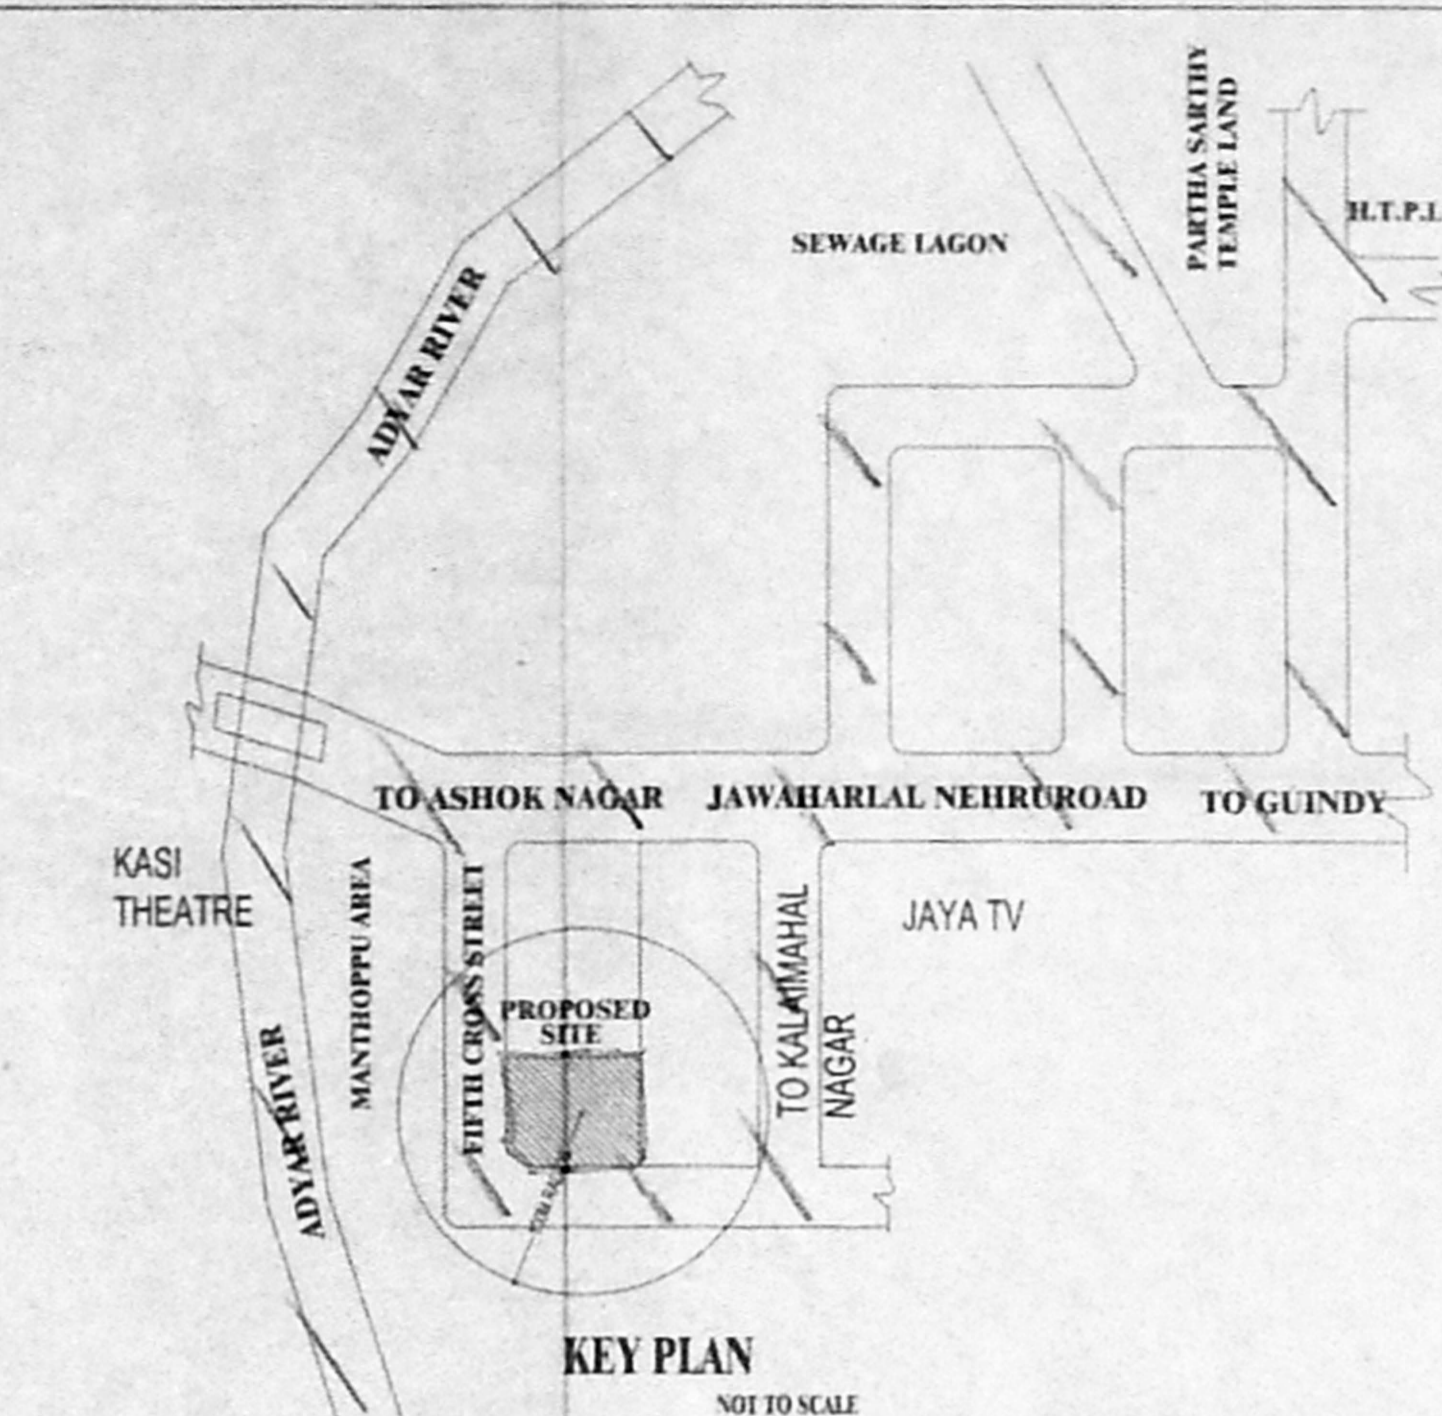 PARTHA SARTHY
TEMPLE LAND
H.T.P.L
SEWAGE LAGON
ADYAR RIVER
TO ASHOK NAGAR
JAWAHARLAL NEHRUROAD
TO GUINDY
KASI
THEATRE
MANTHOPPU AREA
FIFTH CROSS STREET
TO KALAIMAHAL
NAGAR
JAYA TV
PROPOSED
SITE
ADYAR RIVER
KEY PLAN
NOT TO SCALE